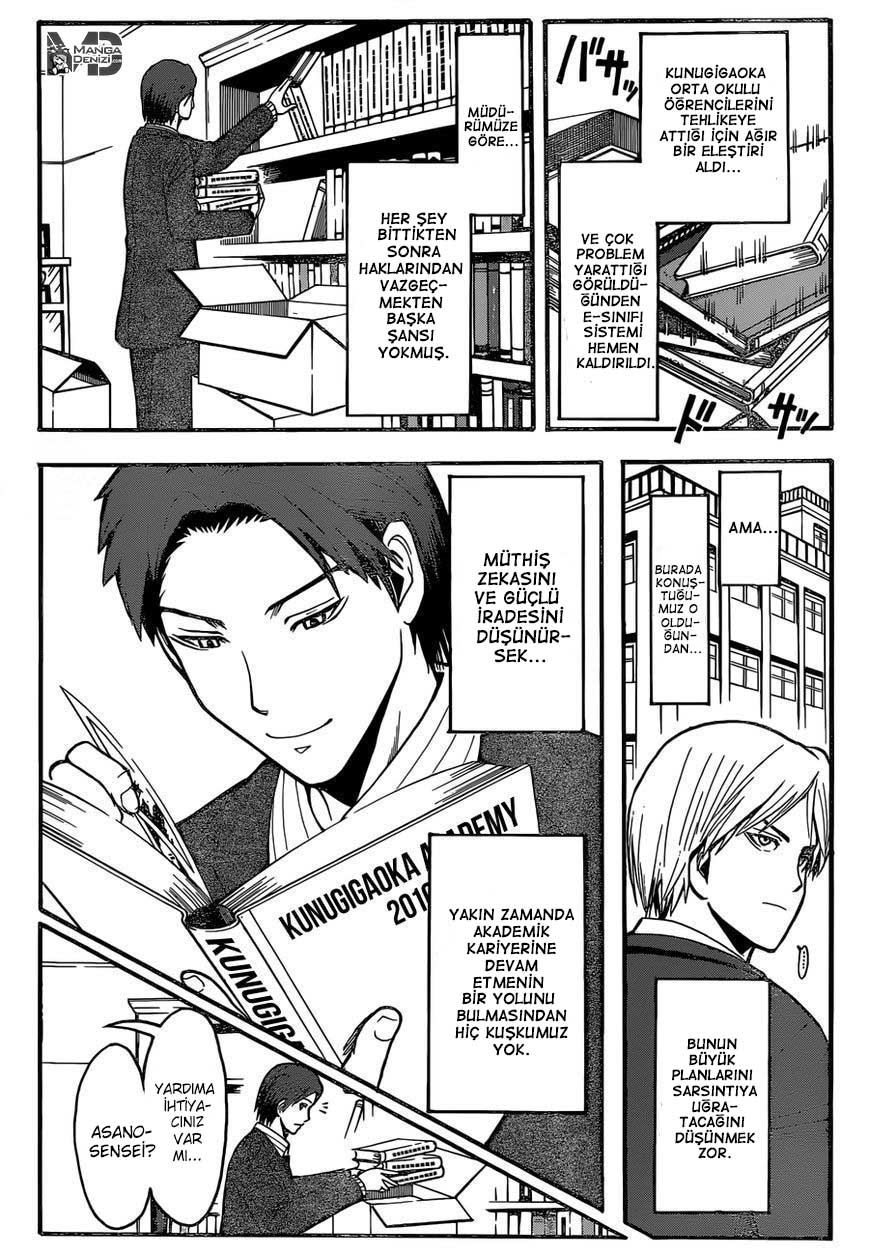 MANGA
DENIZI.com
バサッ
KUNUGIGAOKA
ORTA OKULU
ÖĞRENCİLERİNİ
TEHLİKEYE
ATTIĞI İÇİN AĞIR
BİR ELEŞTİRİ
ALDI...
VE ÇOK
PROBLEM
YARATTIĞI
GÖRÜLDÜ-
ĞÜNDEN
E-SINIFI
SİSTEMİ
HEMEN
KALDIRILDI.
ドサッ
MÜDÜ-
RÜMÜZE
GÖRE...
HER ŞEY
BİTTİKTEN
SONRA
HAKLARINDAN
VAZGEÇ-
MEKTEN
BAŞKA
ŞANSI
YOKMUŞ.
AMA...
BURADA
KONUŞ-
TUĞU-
MUZ O
OLDU-
ĞUN-
DAN...
BUNUN
BÜYÜK
PLANLARINI
SARSINTIYA
UĞRA-
TACAĞINI
DÜŞÜNMEK
ZOR.
MÜTHİŞ
ZEKASINI
VE GÜÇLÜ
İRADESİNİ
DÜŞÜNÜR-
SEK...
KUNUGIGAOKA ACADEMY
201
KUNUGIGA
YAKIN ZAMANDA
AKADEMİK
KARİYERİNE
DEVAM
ETMENİN
BİR YOLUNU
BULMASINDAN
HİÇ KUŞKUMUZ
YOK.
YARDIMA
İHTİYA-
CINIZ
VAR
MI...
ASANO-
SENSEİ?